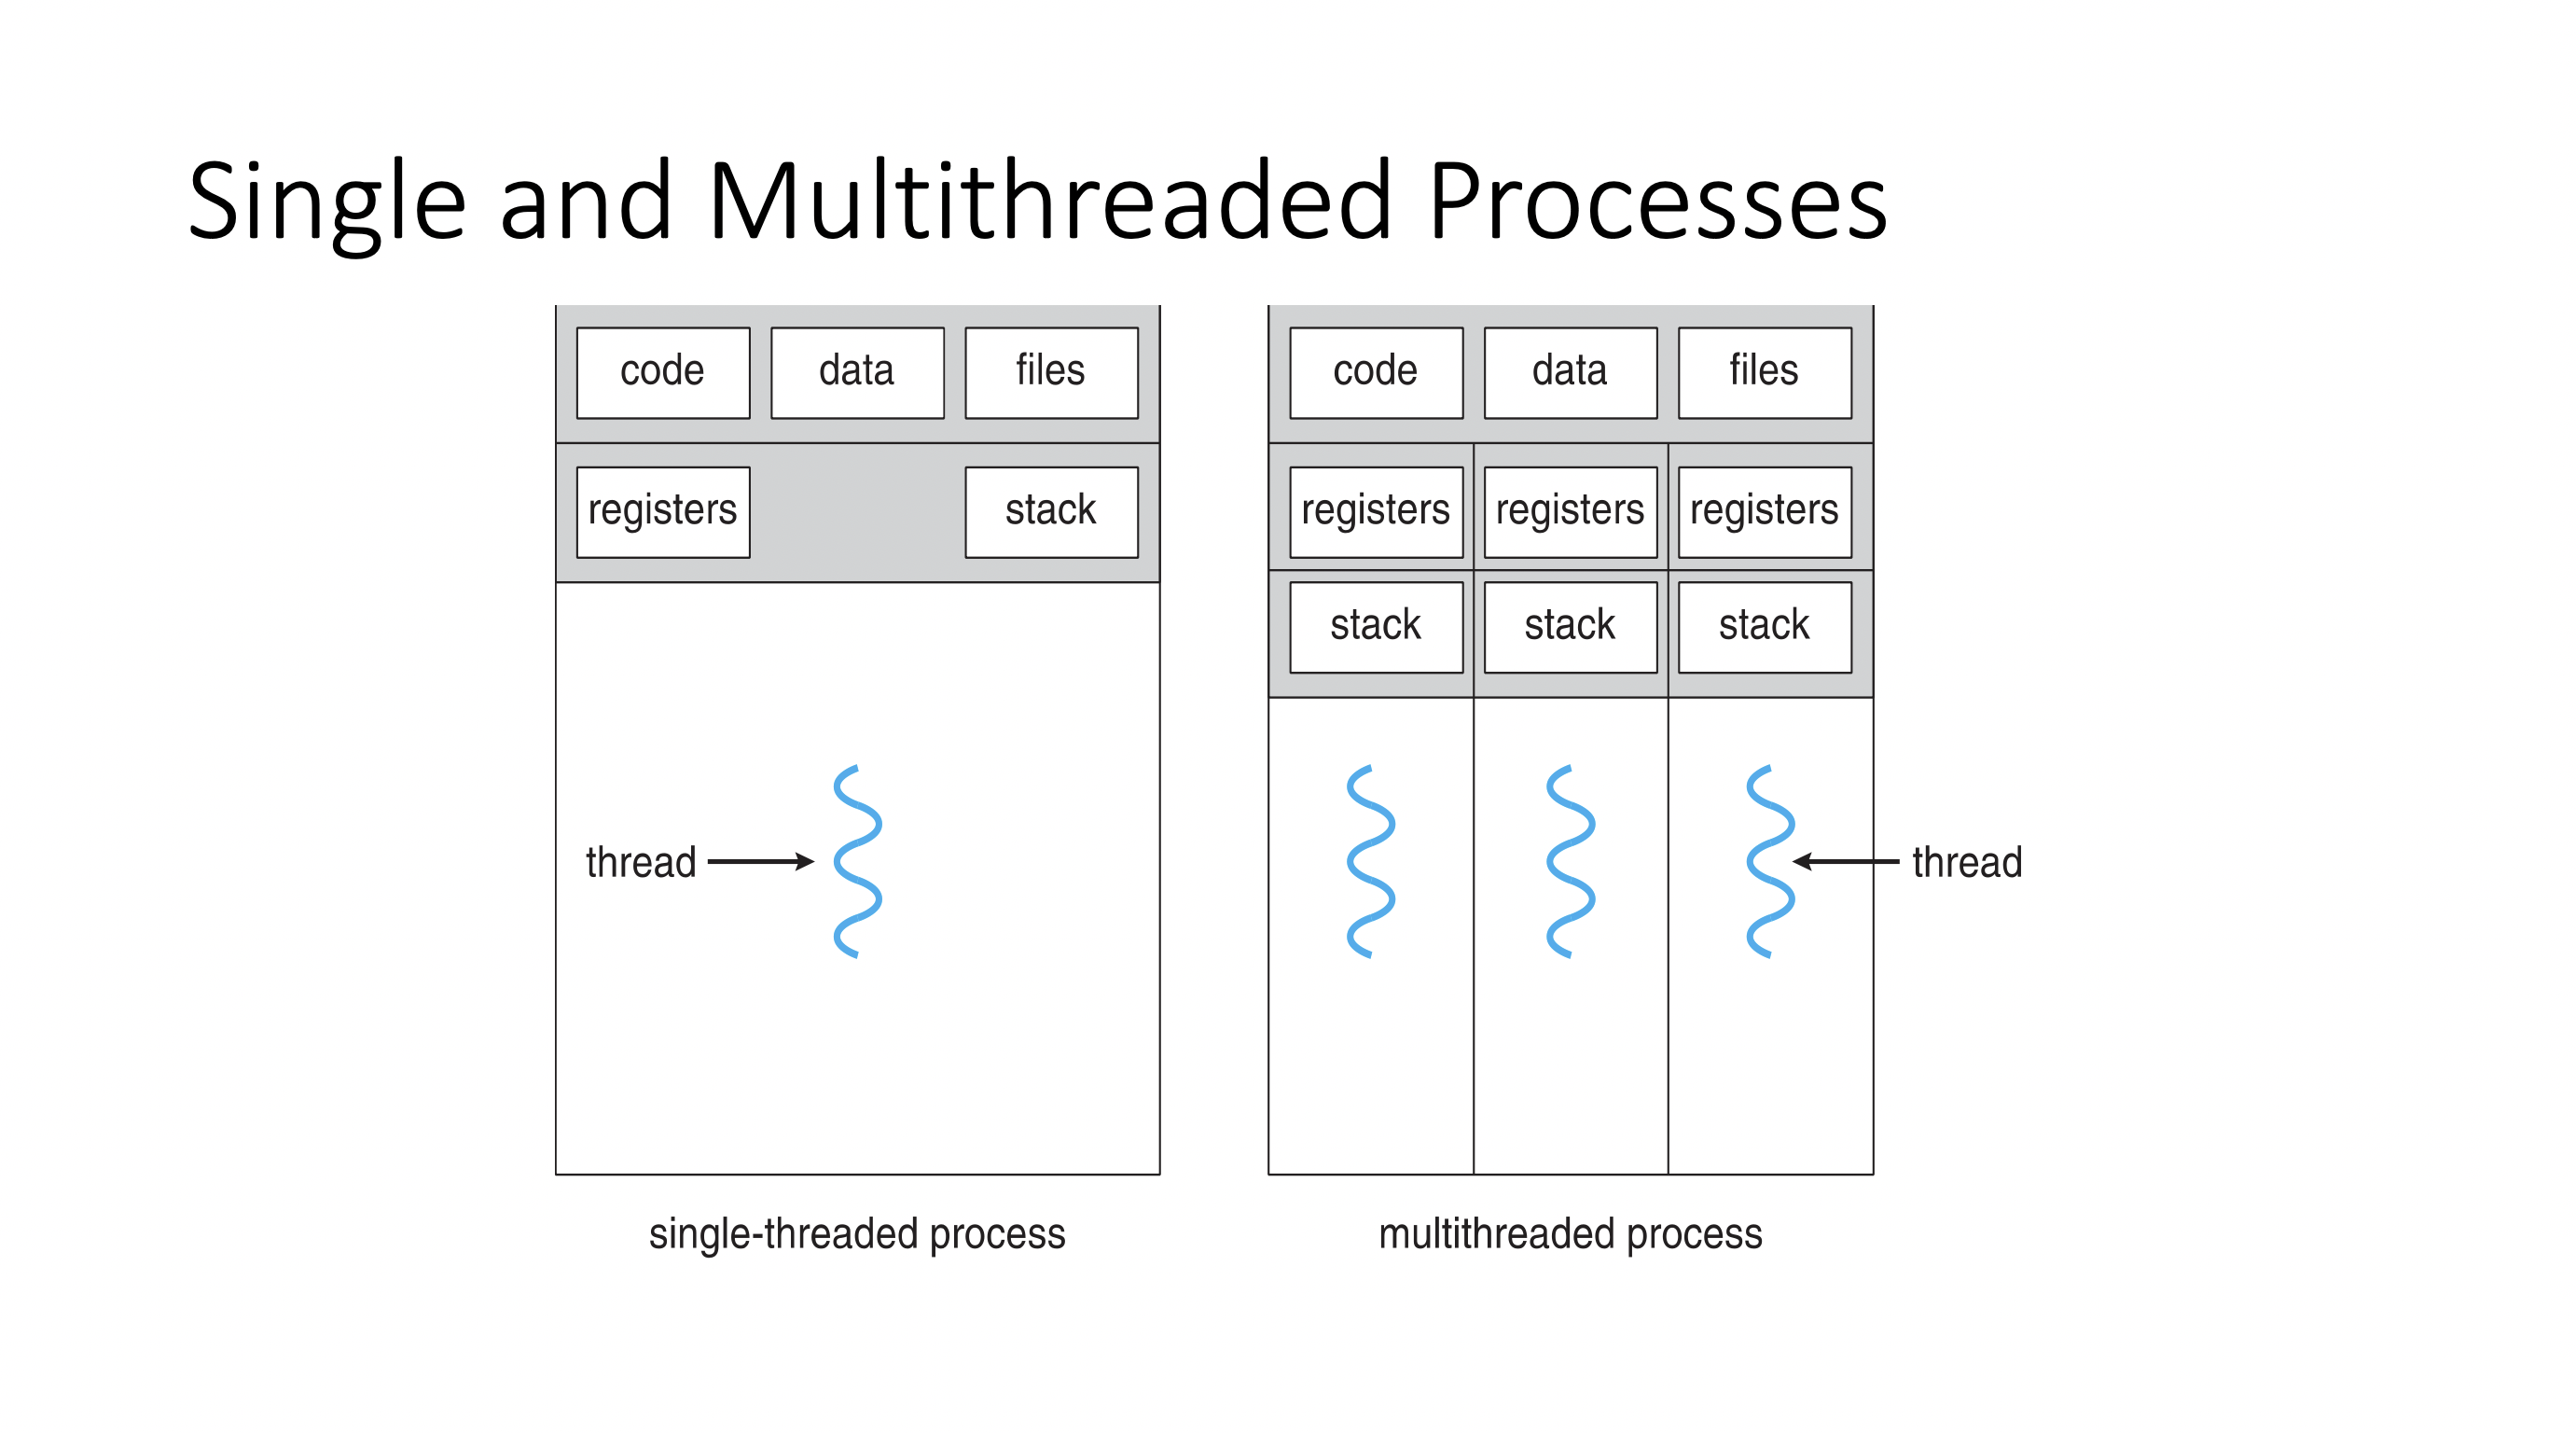 Single and Multithreaded Processes
code data files
registers stack
thread
single-threaded process
code data files
registers registers registers
stack stack stack
thread
multithreaded process